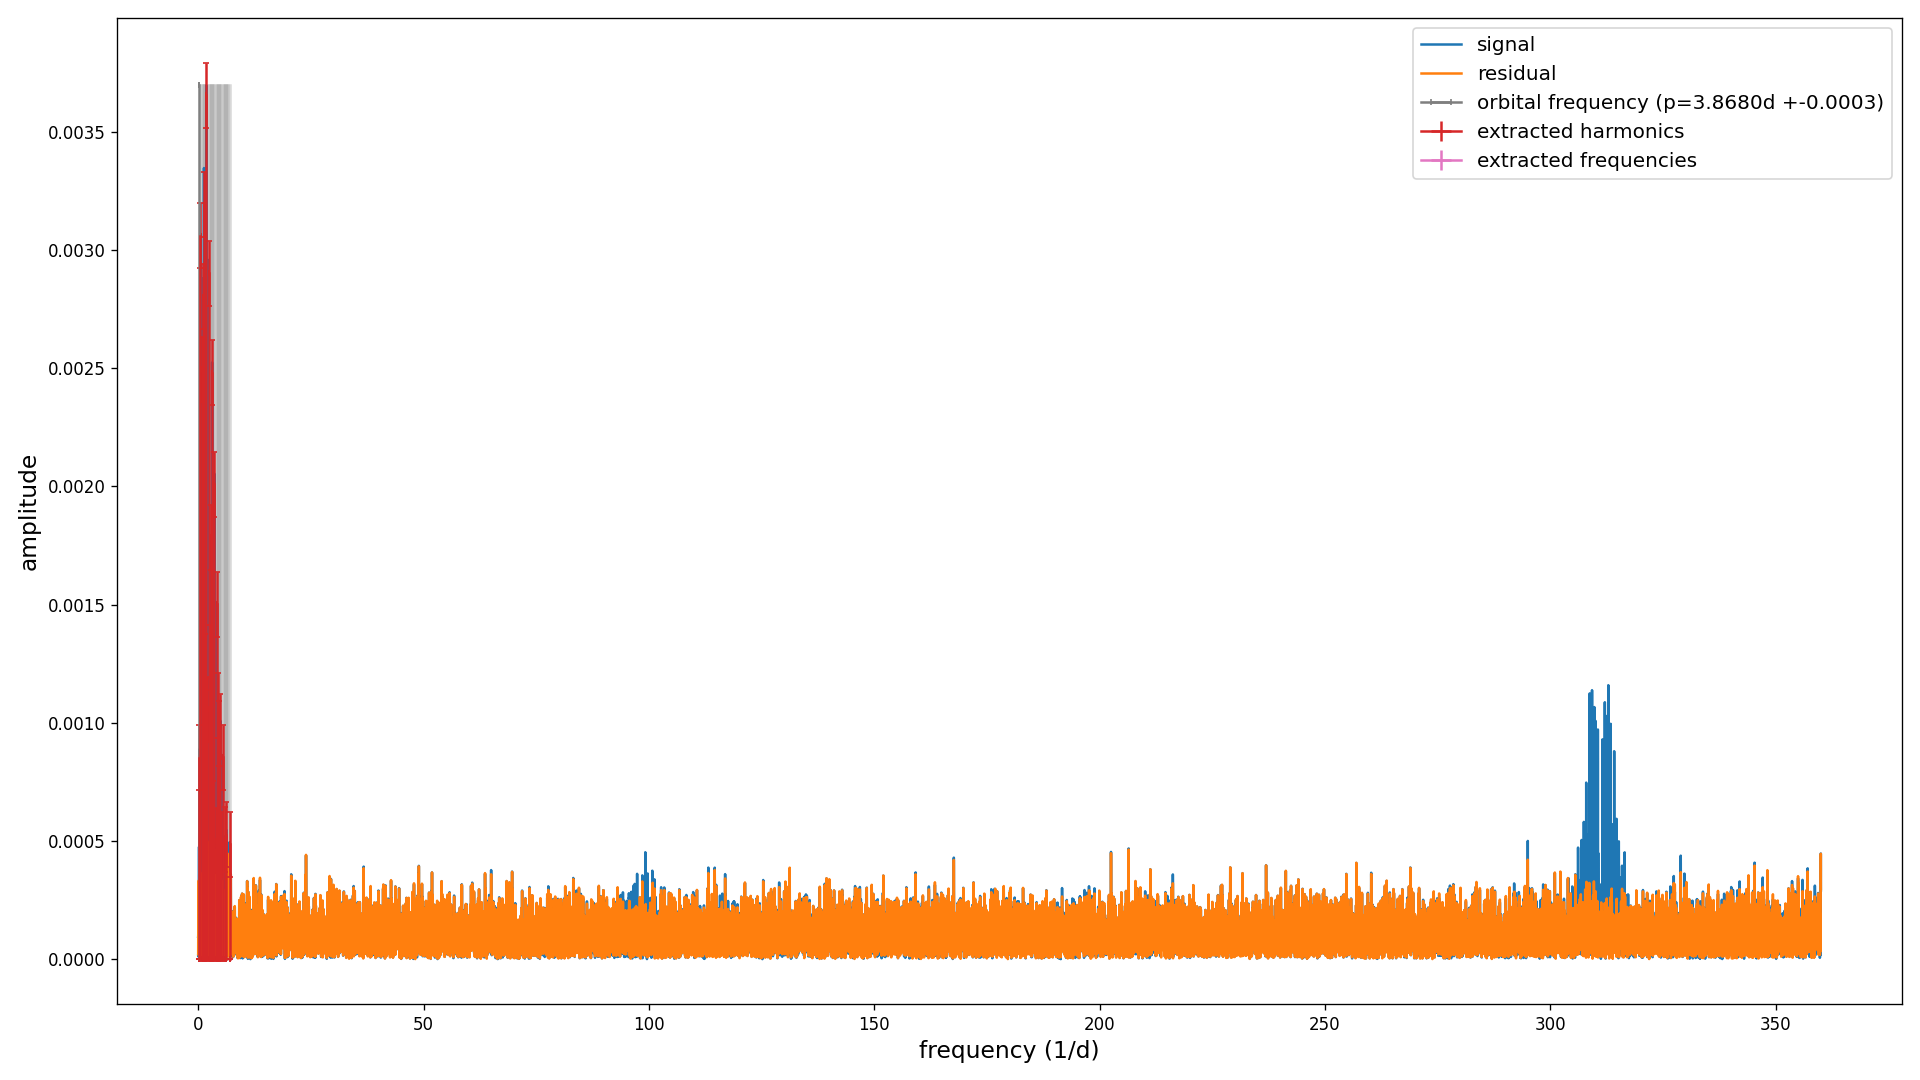 signal
residual
orbital frequency (p=3.8680d +-0.0003)
extracted harmonics
extracted frequencies
amplitude
0.0035
0.0030
0.0025
0.0020
0.0015
0.0010
0.0005
0.0000
0 50 100 150 200 250 300 350
frequency (1/d)